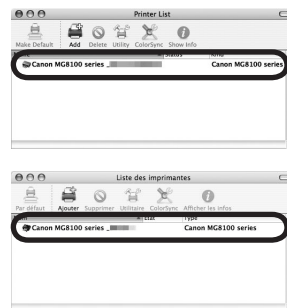 Printer List
Make Default Add Delete Utility ColorSync Show Info
Status Kind
Canon MG8100 series _ Canon MG8100 series
Liste des imprimantes
Par défaut Ajouter Supprimer Utilitaire ColorSync Afficher les infos
État Type
Canon MG8100 series _ Canon MG8100 series